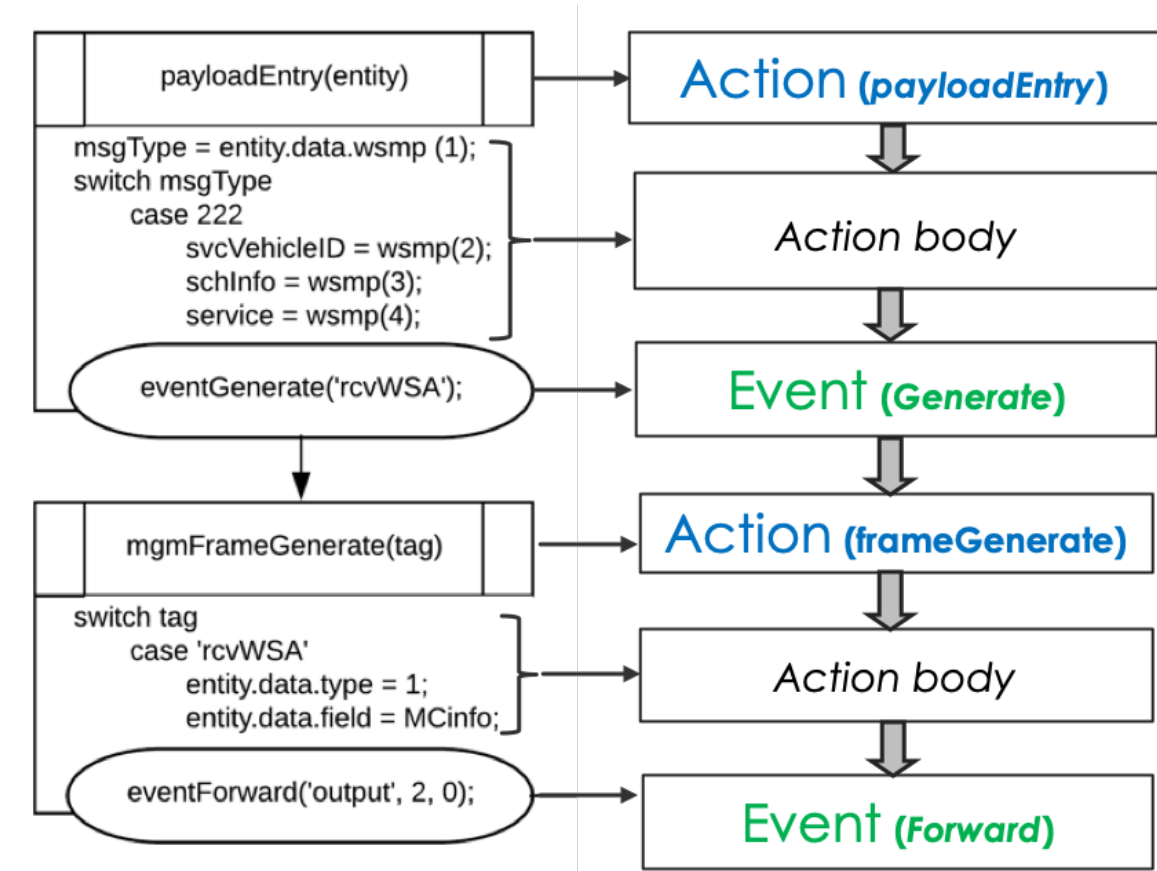 payloadEntry(entity)
msgType = entity.data.wsmp (1);
switch msgType
case 222
svcVehicleID = wsmp(2);
schInfo = wsmp(3);
service = wsmp(4);
eventGenerate('rcvWSA');
mgmFrameGenerate(tag)
switch tag
case 'rcvWSA'
entity.data.type = 1;
entity.data.field = MCinfo;
eventForward('output', 2, 0);
Action (payloadEntry)
Action body
Event (Generate)
Action (frameGenerate)
Action body
Event (Forward)